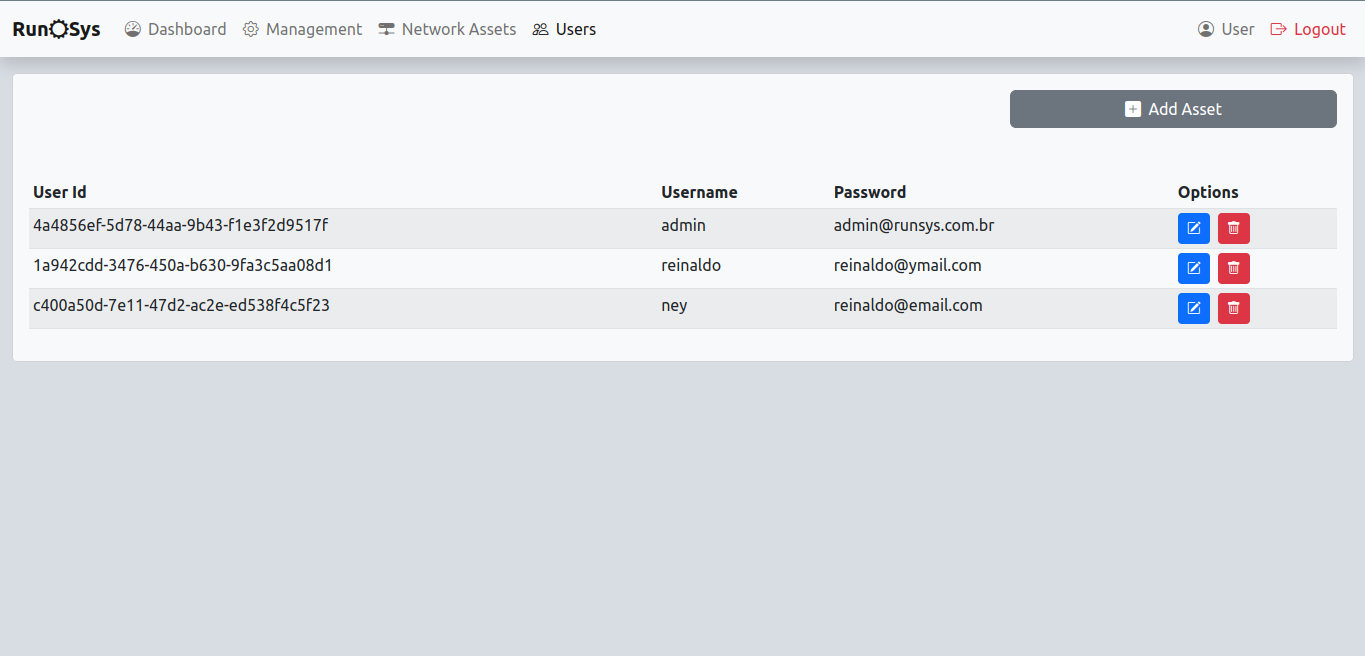 RunSys Dashboard Management Network Assets Users User Logout
Add Asset
User Id Username Password Options
4a4856ef-5d78-44aa-9b43-f1e3f2d9517f admin admin@runsys.com.br
1a942cdd-3476-450a-b630-9fa3c5aa08d1 reinaldo reinaldo@ymail.com
c400a50d-7e11-47d2-ac2e-ed538f4c5f23 ney reinaldo@email.com